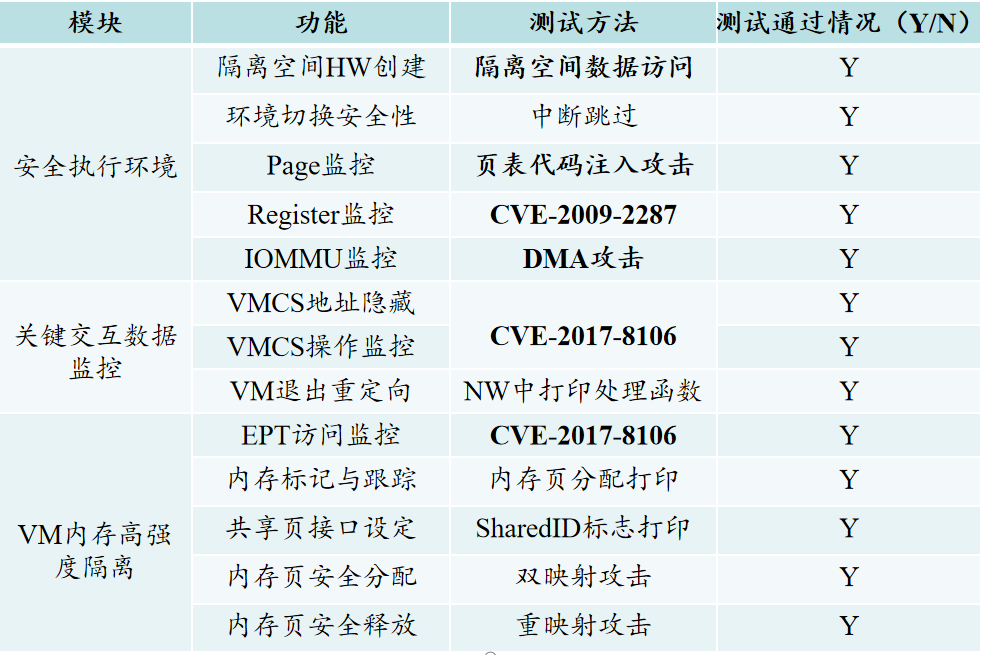 模块 功能 测试方法 测试通过情况（Y/N）
安全执行环境 隔离空间HW创建 隔离空间数据访问 Y
环境切换安全性 中断跳过 Y
Page监控 页表代码注入攻击 Y
Register监控 CVE-2009-2287 Y
IOMMU监控 DMA攻击 Y
关键交互数据
监控
VMCS地址隐藏 CVE-2017-8106 Y
VMCS操作监控 Y
VM退出重定向 NW中打印处理函数 Y
VM内存高强
度隔离
EPT访问监控 CVE-2017-8106 Y
内存标记与跟踪 内存页分配打印 Y
共享页接口设定 SharedID标志打印 Y
内存页安全分配 双映射攻击 Y
内存页安全释放 重映射攻击 Y